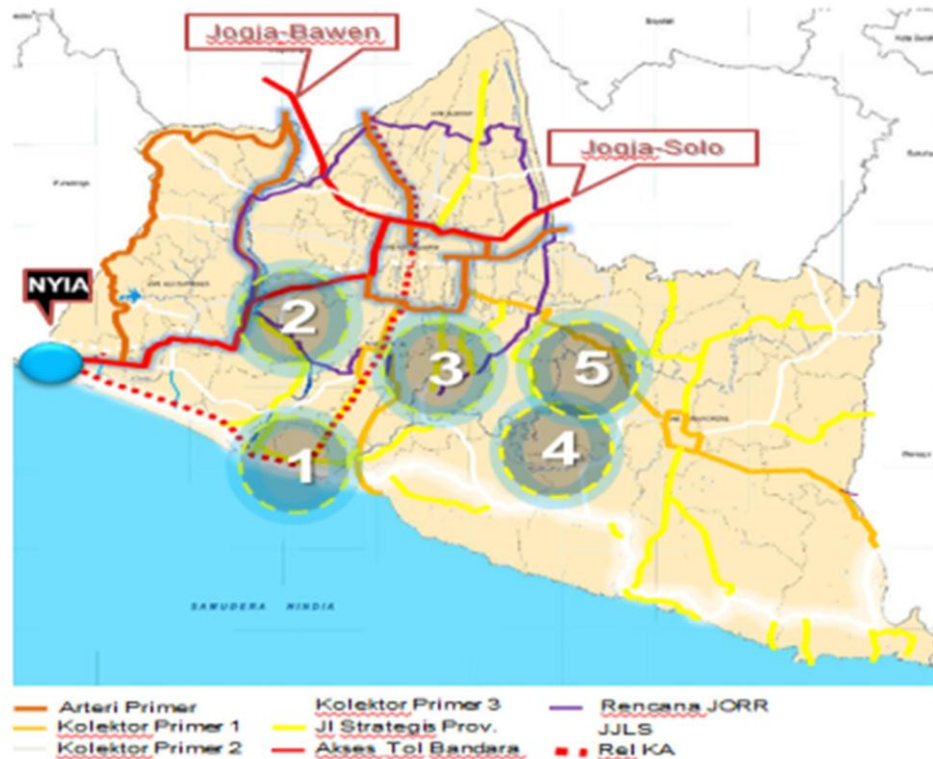 Jogja-Bawen
Jogja-Solo
NYIA
2
3
5
4
1
SAMUDERA HINDIA
Arteri Primer
Kolektor Primer 1
Kolektor Primer 2
Kolektor Primer 3
Jl Strategis Prov.
Akses Tol Bandara
Rencana JORR
JJLS
Rel KA